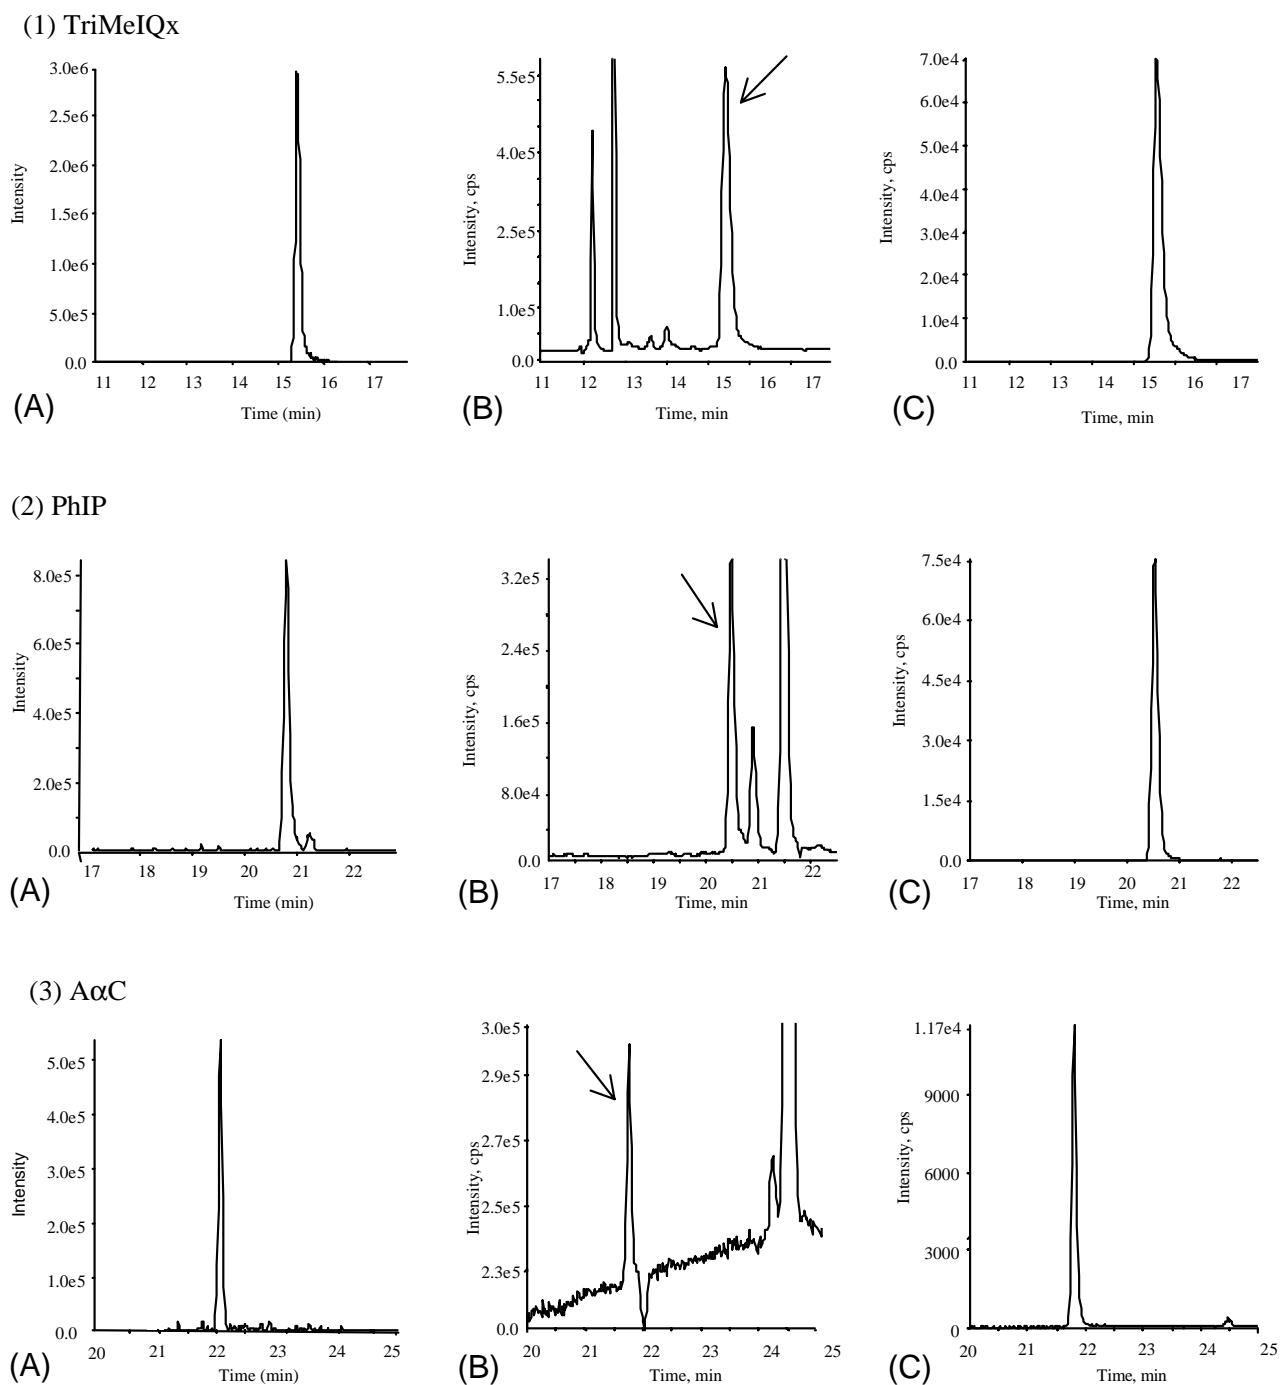 (1) TriMeIQx
3.0e6
2.5e6
2.0e6
1.5e6
1.0e6
5.0e5
0.0
Intensity
11 12 13 14 15 16 17
Time (min)
(A)
5.5e5
4.0e5
2.5e5
1.0e5
0.0
Intensity, cps
11 12 13 14 15 16 17
Time, min
(B)
7.0e4
6.0e4
5.0e4
4.0e4
3.0e4
2.0e4
1.0e4
0.0
Intensity, cps
11 12 13 14 15 16 17
Time, min
(C)
(2) PhIP
8.0e5
6.0e5
4.0e5
2.0e5
0.0
Intensity
17 18 19 20 21 22
Time (min)
(A)
3.2e5
2.4e5
1.6e5
8.0e4
0.0
Intensity, cps
17 18 19 20 21 22
Time, min
(B)
7.5e4
6.0e4
4.5e4
3.0e4
1.5e4
0.0
Intensity, cps
17 18 19 20 21 22
Time, min
(C)
(3) AαC
5.0e5
4.0e5
3.0e5
2.0e5
1.0e5
0.0
Intensity
20 21 22 23 24 25
Time (min)
(A)
3.0e5
2.9e5
2.7e5
2.5e5
2.3e5
0.0
Intensity, cps
20 21 22 23 24 25
Time, min
(B)
1.17e4
9000
6000
3000
0
Intensity, cps
20 21 22 23 24 25
Time, min
(C)